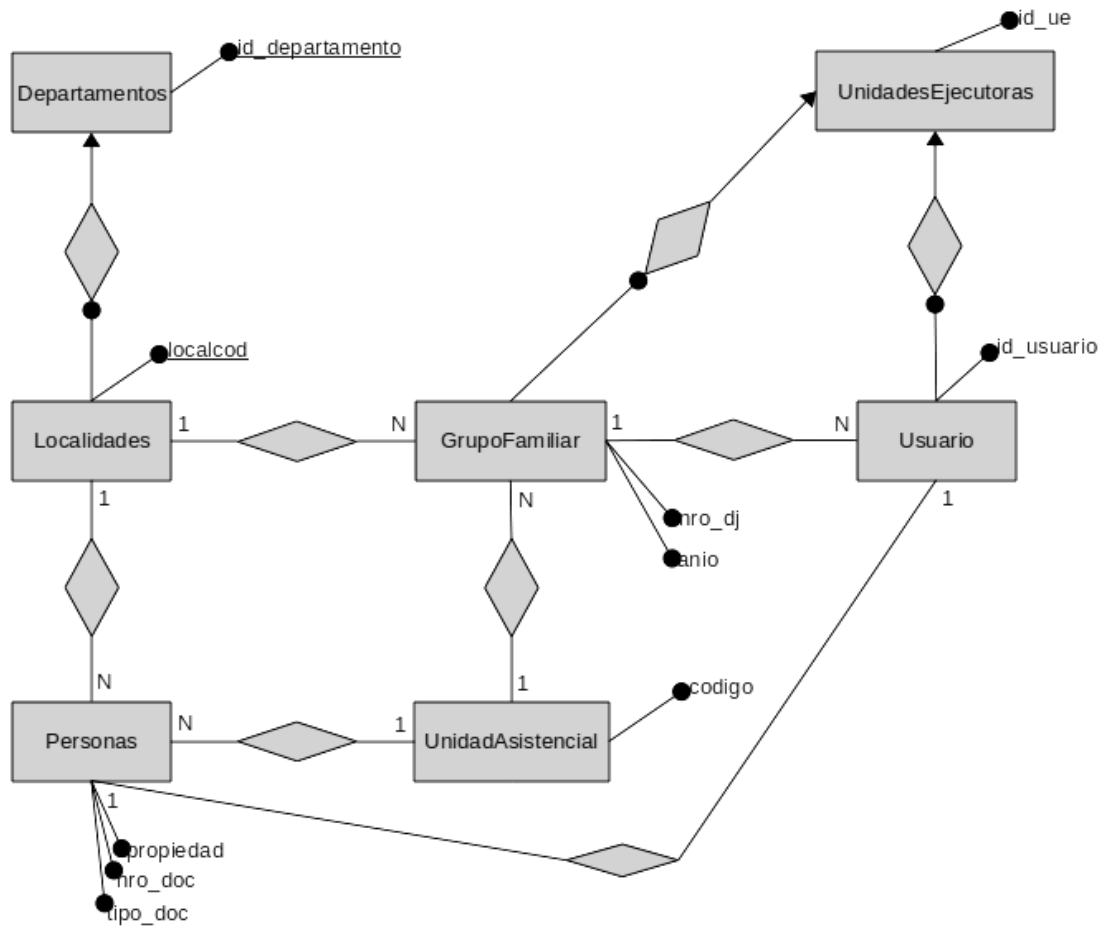 id_ue
id_departamento
Departamentos
UnidadesEjecutoras
localcod
id_usuario
Localidades
1
N
GrupoFamiliar
1
N
Usuario
1
N
1
nro_dj
anio
N
1
codigo
Personas
N
1
UnidadAsistencial
1
propiedad
nro_doc
tipo_doc